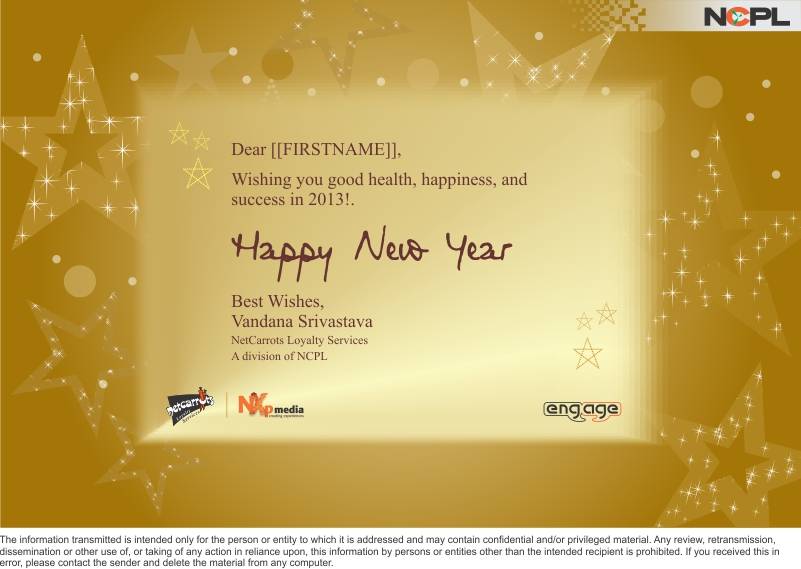 NCPL
Dear [[FIRSTNAME]],
Wishing you good health, happiness, and
success in 2013!.
Happy New Year
Best Wishes,
Vandana Srivastava
NetCarrots Loyalty Services
A division of NCPL
netcarrots
media
engage
The information transmitted is intended only for the person or entity to which it is addressed and may contain confidential and/or privileged material. Any review, retransmission,
dissemination or other use of, or taking of any action in reliance upon, this information by persons or entities other than the intended recipient is prohibited. If you received this in
error, please contact the sender and delete the material from any computer.